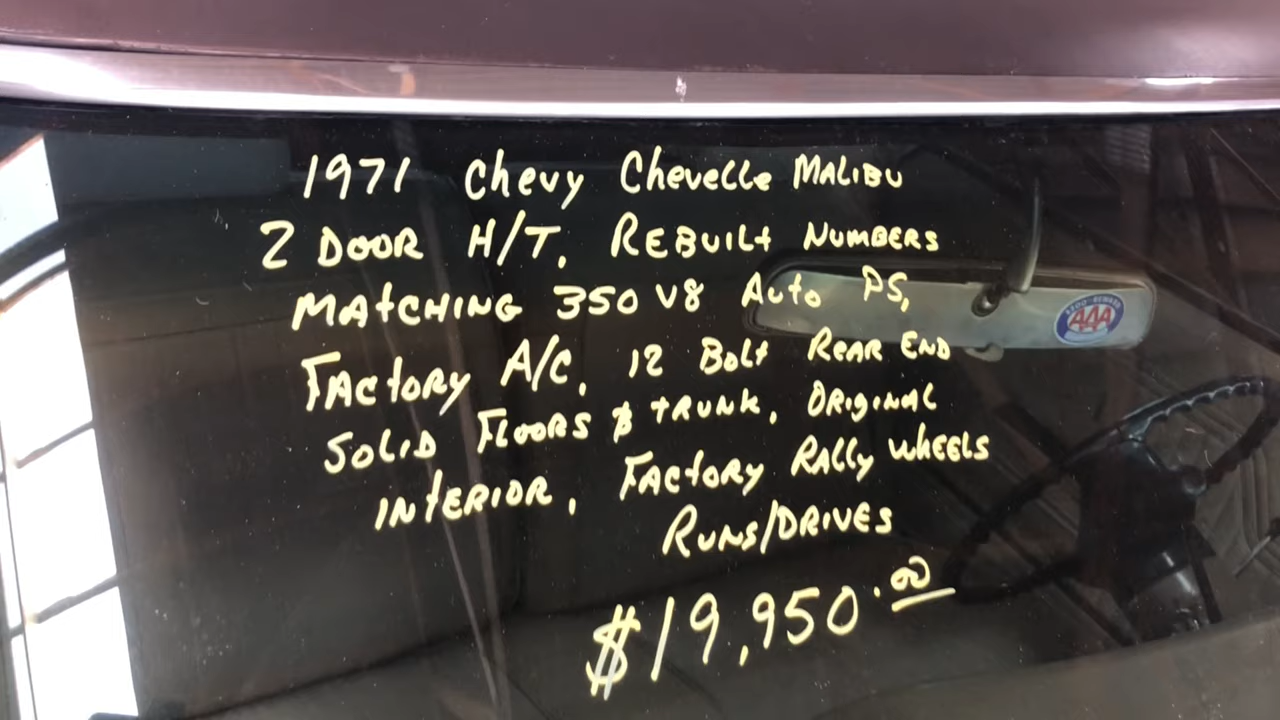 1971 Chevy Chevelle MALIBU
2 DOOR H/T. REBUILt NUMBERS
MAtCHING 350 V8 Auto PS,
FACtORY A/C. 12 BOLt REAR END
SOLID FLOORS & tRUNK. ORIgINAL
INtERIOR, FACtORY RALLY WHEELS
RUNS/DRIVES
$19,950.00
AAA